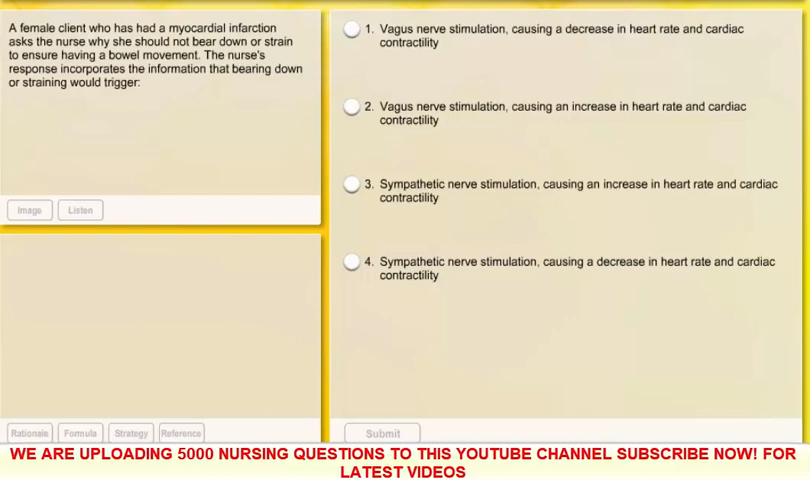 A female client who has had a myocardial infarction
asks the nurse why she should not bear down or strain
to ensure having a bowel movement. The nurse's
response incorporates the information that bearing down
or straining would trigger:
Image
Listen
Rationale
Formula
Strategy
Reference
1. Vagus nerve stimulation, causing a decrease in heart rate and cardiac
contractility
2. Vagus nerve stimulation, causing an increase in heart rate and cardiac
contractility
3. Sympathetic nerve stimulation, causing an increase in heart rate and cardiac
contractility
4. Sympathetic nerve stimulation, causing a decrease in heart rate and cardiac
contractility
Submit
WE ARE UPLOADING 5000 NURSING QUESTIONS TO THIS YOUTUBE CHANNEL SUBSCRIBE NOW! FOR
LATEST VIDEOS